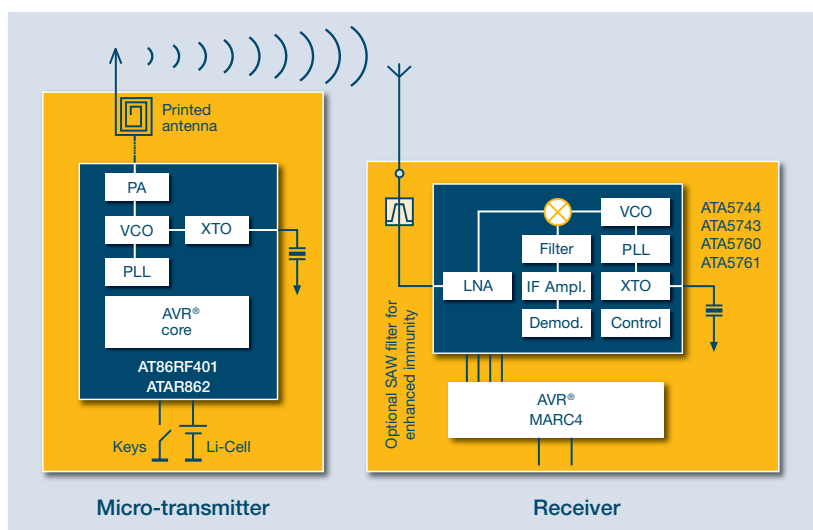 Printed
antenna
PA
VCO
XTO
PLL
AVR®
core
AT86RF401
ATAR862
Keys
Li-Cell
Micro-transmitter
Optional SAW filter for
enhanced immunity
LNA
Filter
IF Ampl.
Demod.
VCO
PLL
XTO
Control
ATA5744
ATA5743
ATA5760
ATA5761
AVR®
MARC4
Receiver